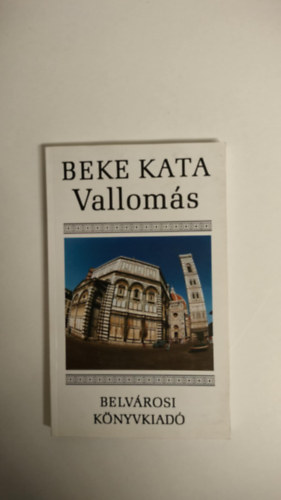 BEKE KATA
Vallomás
BELVÁROSI
KÖNYVKIADÓ